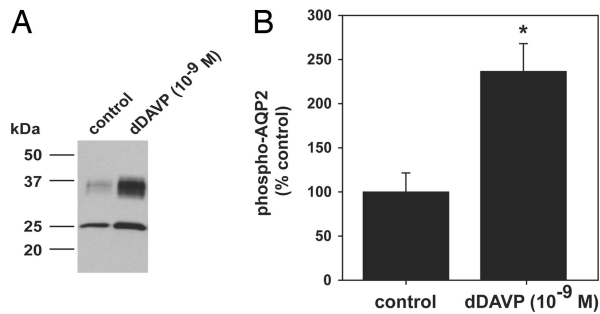 A
control
dDAVP (10-9 M)
kDa
50
37
25
20
B
phospho-AQP2
(% control)
300
250
200
150
100
50
0
*
control
dDAVP (10-9 M)